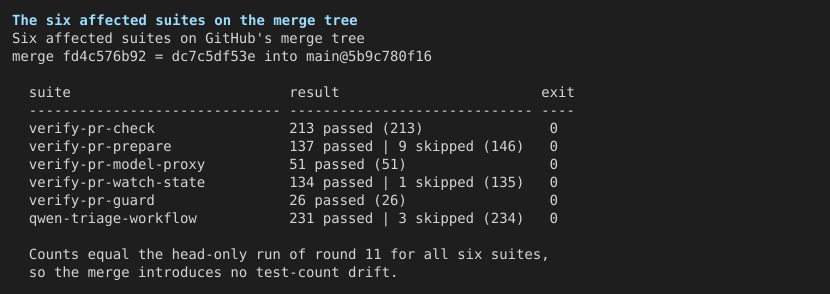 The six affected suites on the merge tree
Six affected suites on GitHub's merge tree
merge fd4c576b92 = dc7c5df53e into main@5b9c780f16
suite result exit
------------------------------ ----------------------------- ----
verify-pr-check 213 passed (213) 0
verify-pr-prepare 137 passed | 9 skipped (146) 0
verify-pr-model-proxy 51 passed (51) 0
verify-pr-watch-state 134 passed | 1 skipped (135) 0
verify-pr-guard 26 passed (26) 0
qwen-triage-workflow 231 passed | 3 skipped (234) 0
Counts equal the head-only run of round 11 for all six suites,
so the merge introduces no test-count drift.